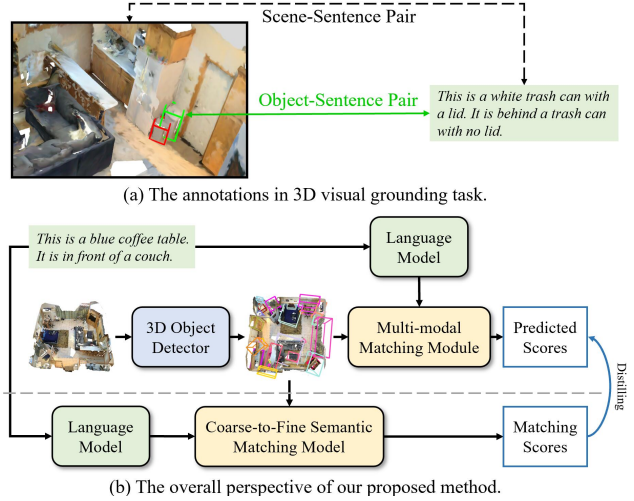 Scene-Sentence Pair
Object-Sentence Pair
This is a white trash can with
a lid. It is behind a trash can
with no lid.
(a) The annotations in 3D visual grounding task.
This is a blue coffee table.
It is in front of a couch.
Language
Model
3D Object
Detector
Multi-modal
Matching Module
Predicted
Scores
Distilling
Language
Model
Coarse-to-Fine Semantic
Matching Model
Matching
Scores
(b) The overall perspective of our proposed method.